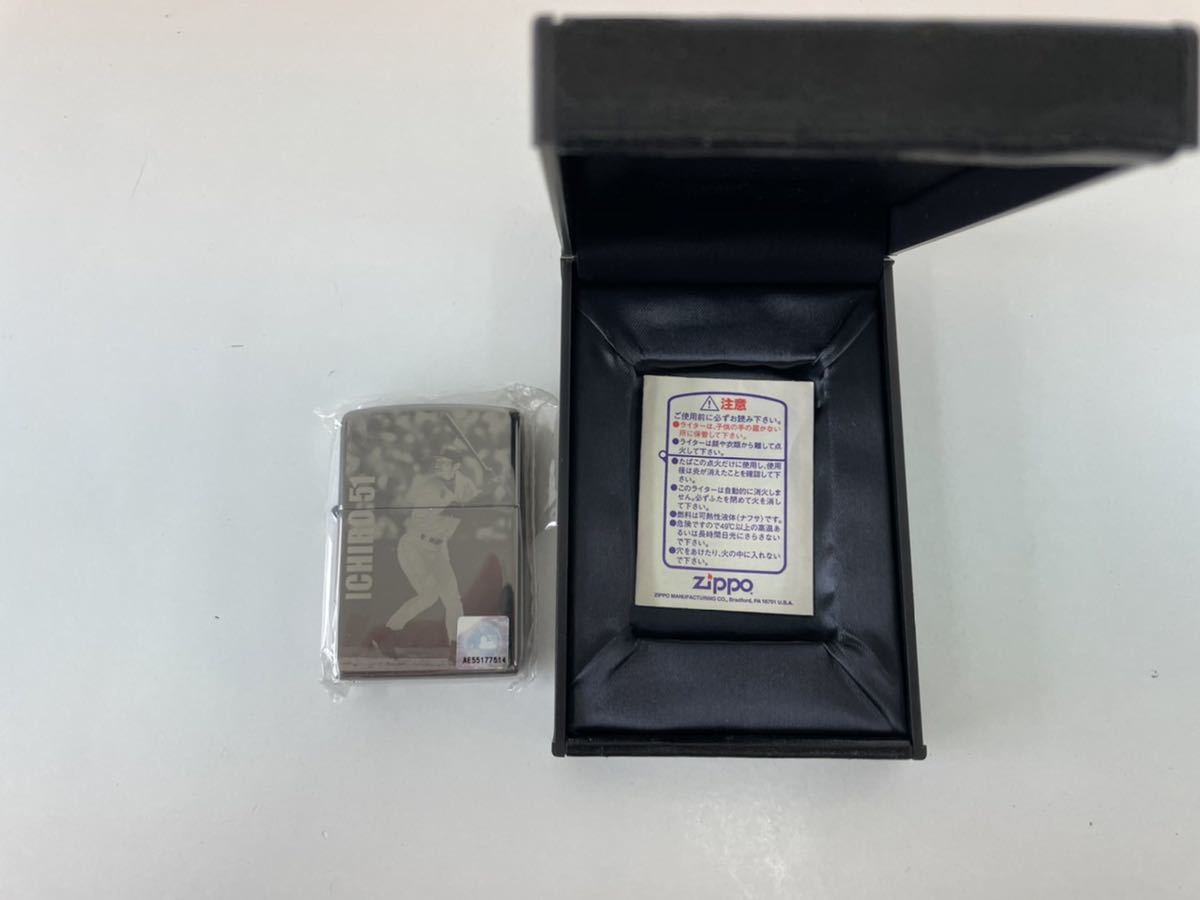 ICHIRO:51
AE55177514
注意
ご使用前に必ずお読み下さい。
●ライターは、子供の手の届かない
所に保管して下さい。
●ライターは顔や衣類から離して点
火して下さい。
●たばこの点火だけに使用し、使用
後は炎が消えたことを確認して下
さい。
●このライターは自動的に消火しま
せん。必ずふたを閉めて火を消し
て下さい。
●燃料は可熱性液体(ナフサ)です。
●危険ですので49℃以上の高温あ
るいは長時間日光にさらさない
で下さい。
●穴をあけたり、火の中に入れない
で下さい。
Zippo
ZIPPO MANUFACTURING CO., Bradford, PA 16701 U.S.A.